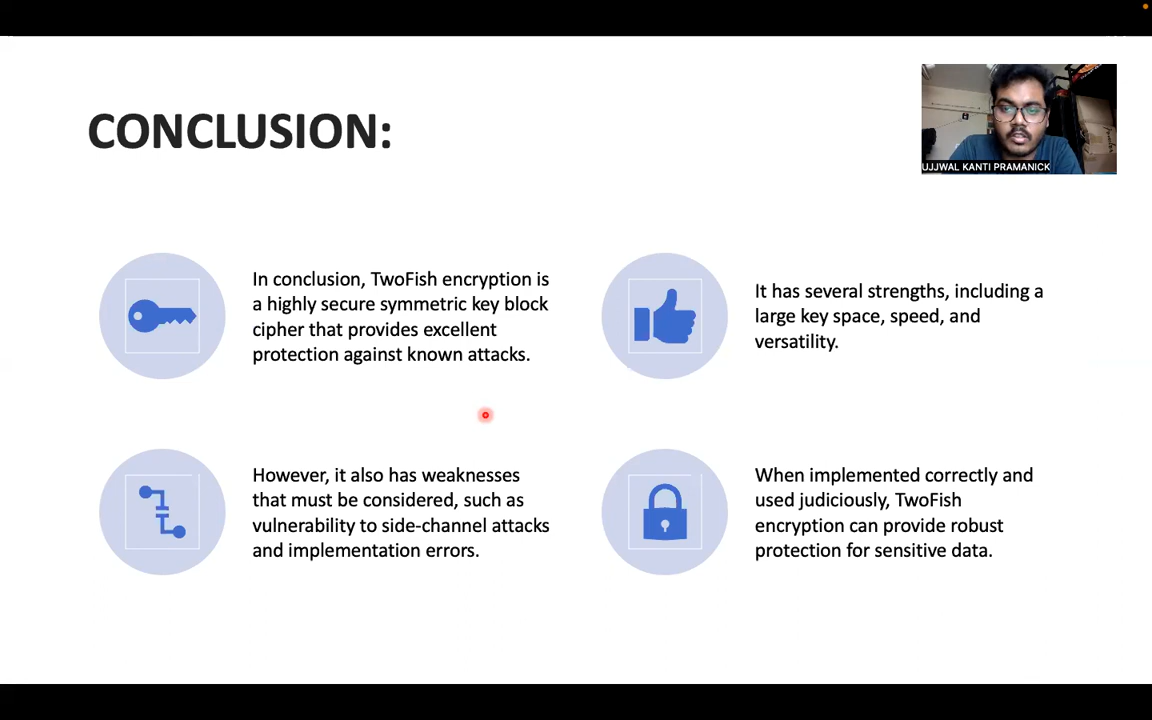 CONCLUSION:
UJJWAL KANTI PRAMANICK
In conclusion, TwoFish encryption is
a highly secure symmetric key block
cipher that provides excellent
protection against known attacks.
It has several strengths, including a
large key space, speed, and
versatility.
However, it also has weaknesses
that must be considered, such as
vulnerability to side-channel attacks
and implementation errors.
When implemented correctly and
used judiciously, TwoFish
encryption can provide robust
protection for sensitive data.